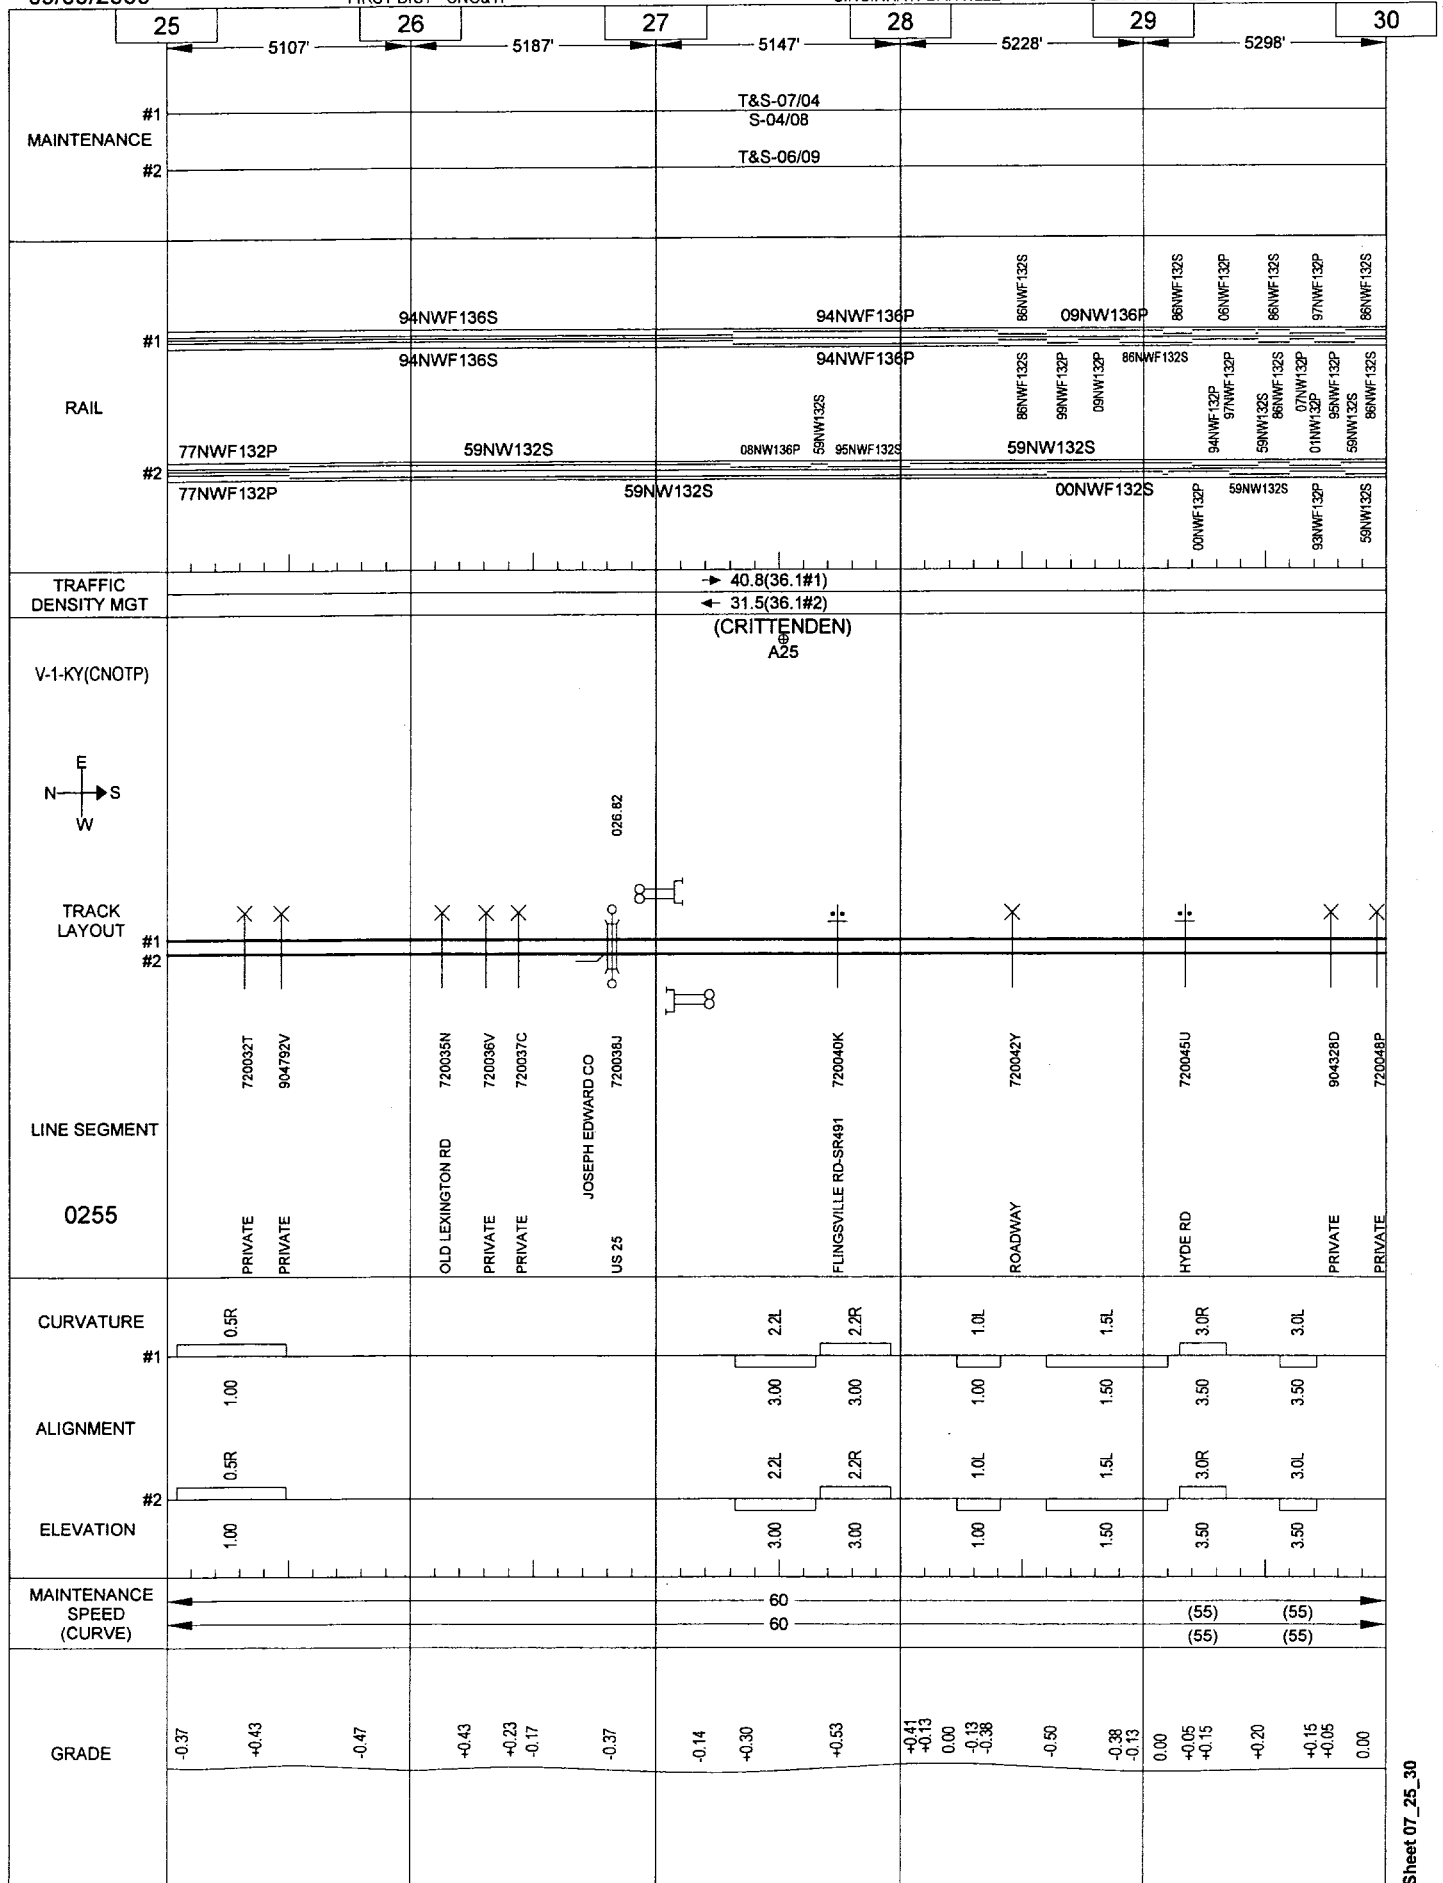 25 26 27 28 29 30
5107' 5187' 5147' 5228' 5298'
#1 T&S-07/04
S-04/08
MAINTENANCE
#2 T&S-06/09
86NWF132S 86NWF132S 06NWF132P 86NWF132S 97NWF132P 86NWF132S
94NWF136S 94NWF136P 09NW136P
#1
94NWF136S 94NWF136P 86NWF132S
86NWF132S 99NWF132P 09NW132P 94NWF132P 97NWF132P 59NW132S 86NWF132S 07NW132P 01NW132P 95NWF132P 59NW132S 86NWF132S
RAIL
77NWF132P 59NW132S 08NW136P 59NW132S 95NWF132S 59NW132S
#2
77NWF132P 59NW132S 00NWF132S 59NW132S
00NWF132P 93NWF132P 59NW132S
TRAFFIC
DENSITY MGT
40.8(36.1#1)
31.5(36.1#2)
(CRITTENDEN)
A25
V-1-KY(CNOTP)
E
N S
W
026.82
TRACK
LAYOUT
#1
#2
720032T 904792V 720035N 720036V 720037C 720038J 720040K 720042Y 720045U 904328D 720048P
LINE SEGMENT
0255
PRIVATE
PRIVATE
OLD LEXINGTON RD
PRIVATE
PRIVATE
JOSEPH EDWARD CO
US 25
FLINGSVILLE RD-SR491
ROADWAY
HYDE RD
PRIVATE
PRIVATE
CURVATURE
0.5R 2.2L 2.2R 1.0L 1.5L 3.0R 3.0L
#1
1.00 3.00 3.00 1.00 1.50 3.50 3.50
ALIGNMENT
0.5R 2.2L 2.2R 1.0L 1.5L 3.0R 3.0L
#2
ELEVATION
1.00 3.00 3.00 1.00 1.50 3.50 3.50
MAINTENANCE
SPEED
(CURVE)
60
(55) (55)
60
(55) (55)
GRADE
-0.37 +0.43 -0.47 +0.43 +0.23 -0.17 -0.37 -0.14 +0.30 +0.53 +0.41 +0.13 0.00 -0.13 -0.38 -0.50 -0.38 -0.13 0.00 +0.05 +0.15 +0.20 +0.15 +0.05 0.00
Sheet 07_25_30